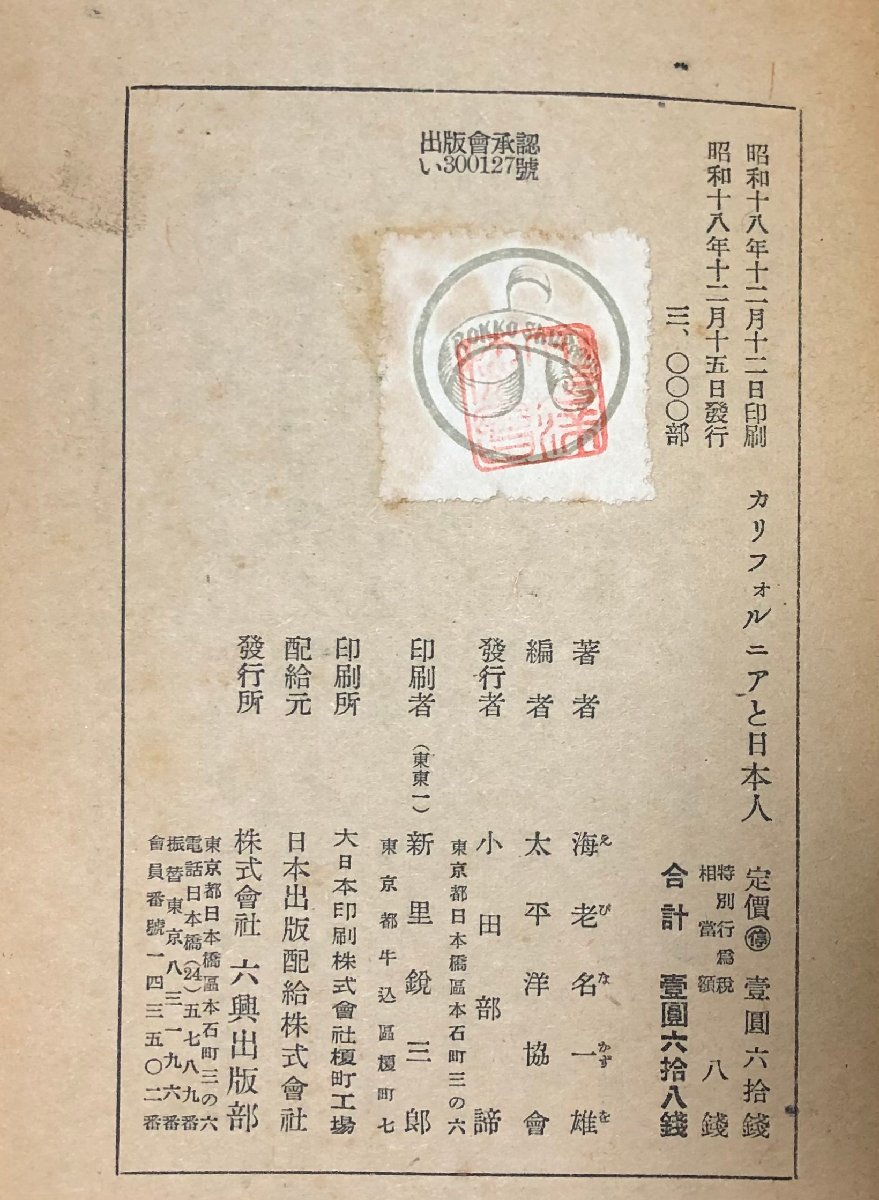 出版會承認
い300127號
昭和十八年十二月十二日印刷
昭和十八年十二月十五日發行
三、〇〇〇部
ROKKO SHUPPAN
カリフォルニアと日本人
定價 停 壹圓六拾錢
特別行爲税
相當額 八錢
合計 壹圓六拾八錢
著者 海老名一雄
えびなかずを
編者 太平洋協會
發行者 小田部諦
東京都日本橋區本石町三の六
印刷者 (東東一) 新里銳三郎
東京都牛込區榎町七
印刷所 大日本印刷株式會社榎町工場
配給元 日本出版配給株式會社
發行所 株式會社 六興出版部
東京都日本橋區本石町三の六
電話日本橋(24)五七八九番
振替東京八三一九六番
會員番號一四三五〇二番